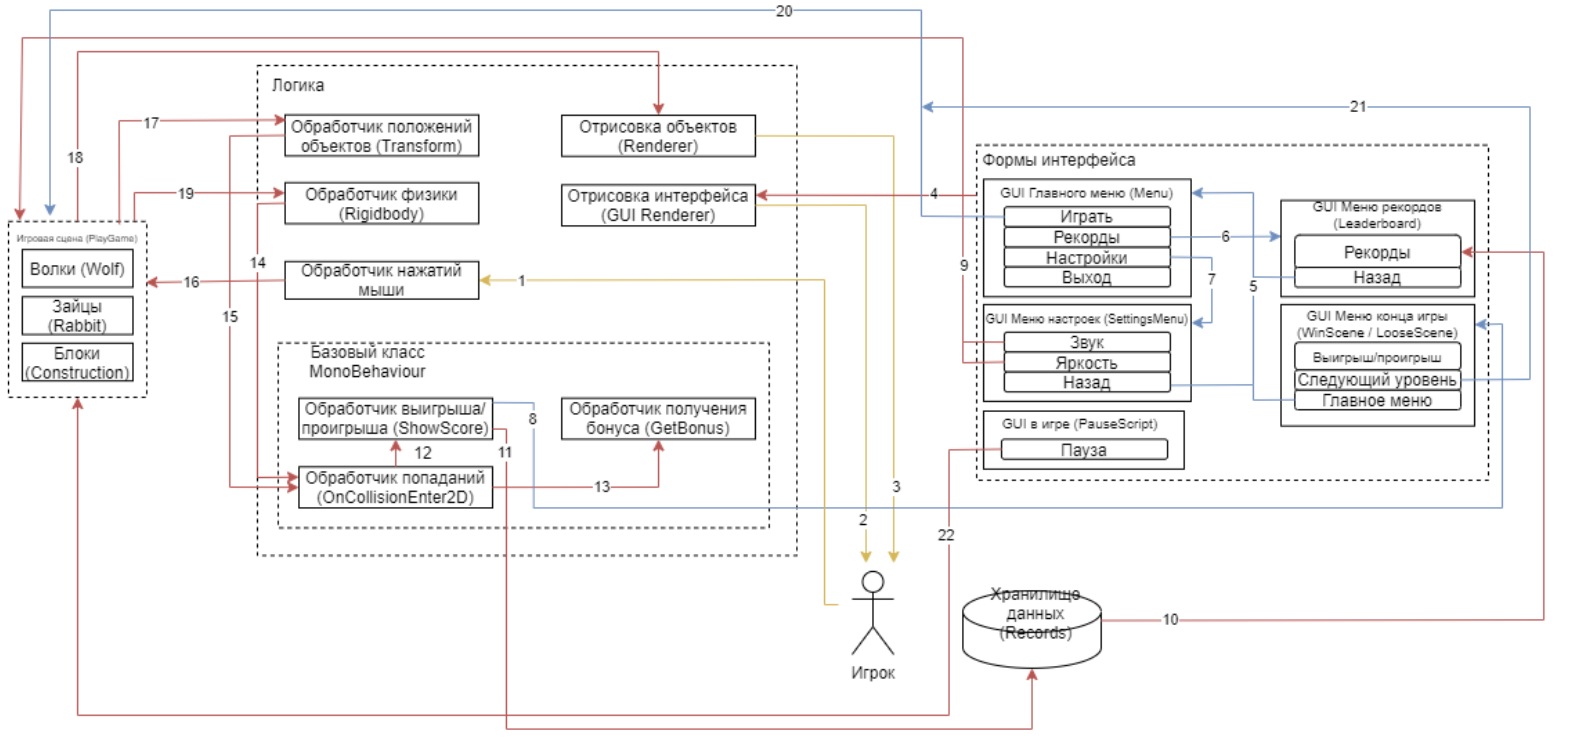 20
21
Логика
17
Обработчик положений
объектов (Transform)
Отрисовка объектов
(Renderer)
18
19
Обработчик физики
(Rigidbody)
Отрисовка интерфейса
(GUI Renderer)
4
14
Обработчик нажатий
мыши
1
16
15
9
Игровая сцена (PlayGame)
Волки (Wolf)
Зайцы
(Rabbit)
Блоки
(Construction)
Базовый класс
MonoBehaviour
Обработчик выигрыша/
проигрыша (ShowScore)
8
Обработчик получения
бонуса (GetBonus)
12
11
Обработчик попаданий
(OnCollisionEnter2D)
13
3
2
22
Формы интерфейса
GUI Главного меню (Menu)
Играть
Рекорды
Настройки
Выход
6
7
5
GUI Меню рекордов
(Leaderboard)
Рекорды
Назад
GUI Меню настроек (SettingsMenu)
Звук
Яркость
Назад
GUI Меню конца игры
(WinScene / LooseScene)
Выигрыш/проигрыш
Следующий уровень
Главное меню
GUI в игре (PauseScript)
Пауза
Игрок
Хранилище
данных
(Records)
10